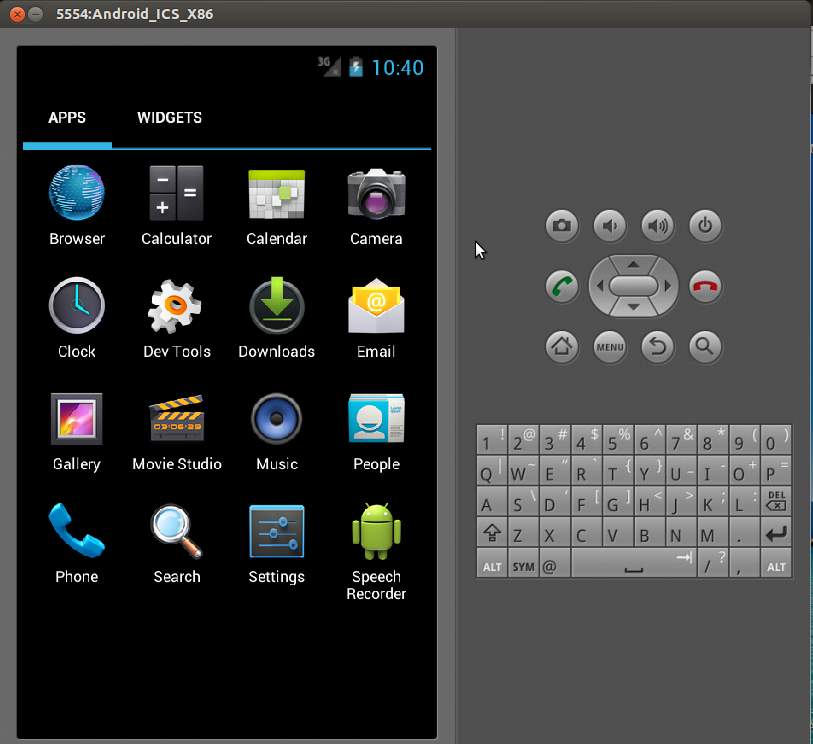 5554:Android_ICS_X86
3G 10:40
APPS WIDGETS
Browser Calculator Calendar Camera
Clock Dev Tools Downloads Email
Gallery Movie Studio Music People
Phone Search Settings Speech Recorder
MENU
1 ! 2 @ 3 # 4 $ 5 % 6 ^ 7 & 8 * 9 ( 0 )
Q | W ~ E " R ` T { Y } U _ I - O + P =
A S \ D ' F [ G ] H < J > K ; L : DEL
Z X C V B N M .
ALT SYM @ / ? , ALT